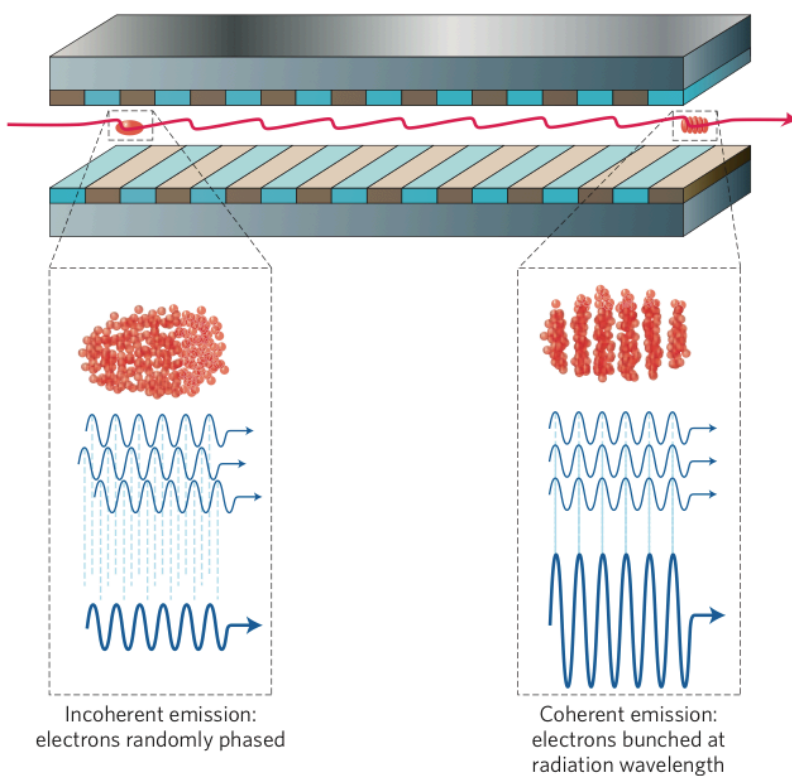 Incoherent emission:
electrons randomly phased
Coherent emission:
electrons bunched at
radiation wavelength